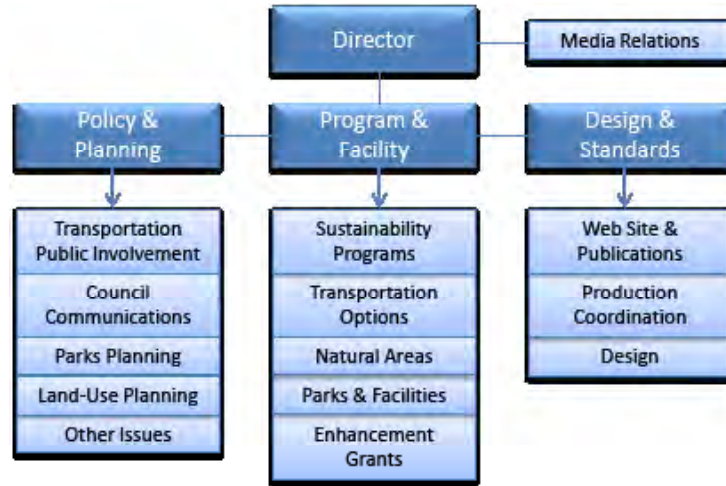 Director
Media Relations
Policy &
Planning
Program &
Facility
Design &
Standards
Transportation
Public Involvement
Council
Communications
Parks Planning
Land-Use Planning
Other Issues
Sustainability
Programs
Transportation
Options
Natural Areas
Parks & Facilities
Enhancement
Grants
Web Site &
Publications
Production
Coordination
Design